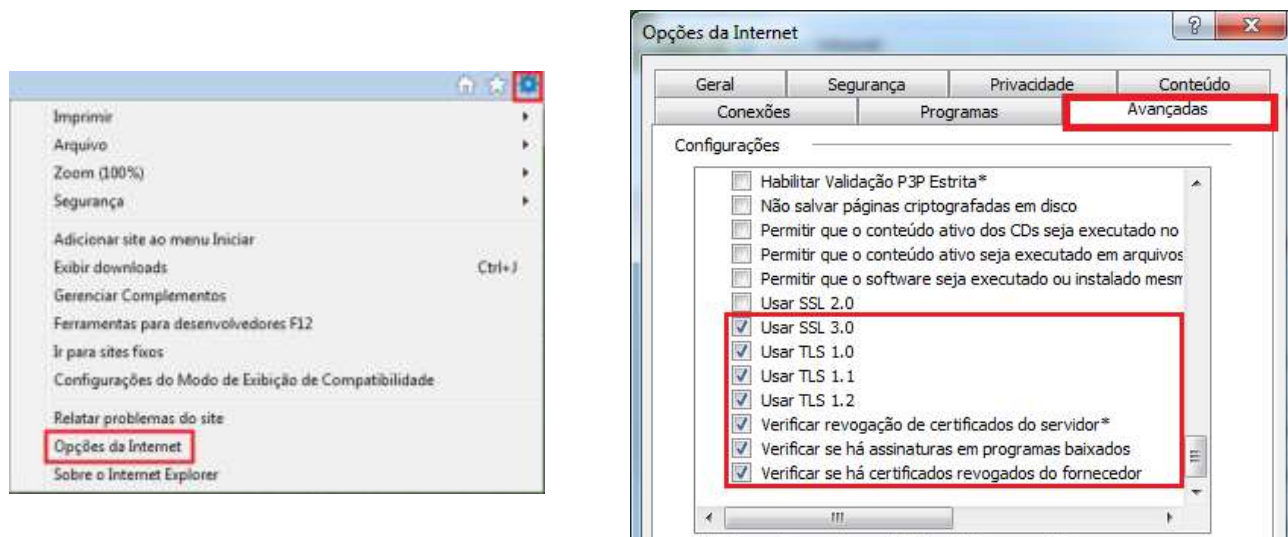 Imprimir
Arquivo
Zoom (100%)
Segurança
Adicionar site ao menu Iniciar
Exibir downloads Ctrl+J
Gerenciar Complementos
Ferramentas para desenvolvedores F12
Ir para sites fixos
Configurações do Modo de Exibição de Compatibilidade
Relatar problemas do site
Opções da Internet
Sobre o Internet Explorer
Opções da Internet
Geral Segurança Privacidade Conteúdo
Conexões Programas Avançadas
Configurações
Habilitar Validação P3P Estrita*
Não salvar páginas criptografadas em disco
Permitir que o conteúdo ativo dos CDs seja executado no
Permitir que o conteúdo ativo seja executado em arquivos
Permitir que o software seja executado ou instalado mesm
Usar SSL 2.0
Usar SSL 3.0
Usar TLS 1.0
Usar TLS 1.1
Usar TLS 1.2
Verificar revogação de certificados do servidor*
Verificar se há assinaturas em programas baixados
Verificar se há certificados revogados do fornecedor